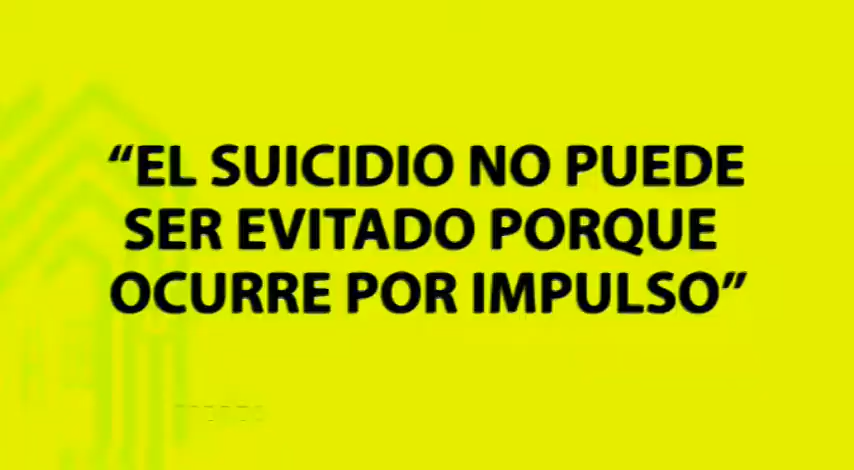 “EL SUICIDIO NO PUEDE
SER EVITADO PORQUE
OCURRE POR IMPULSO”